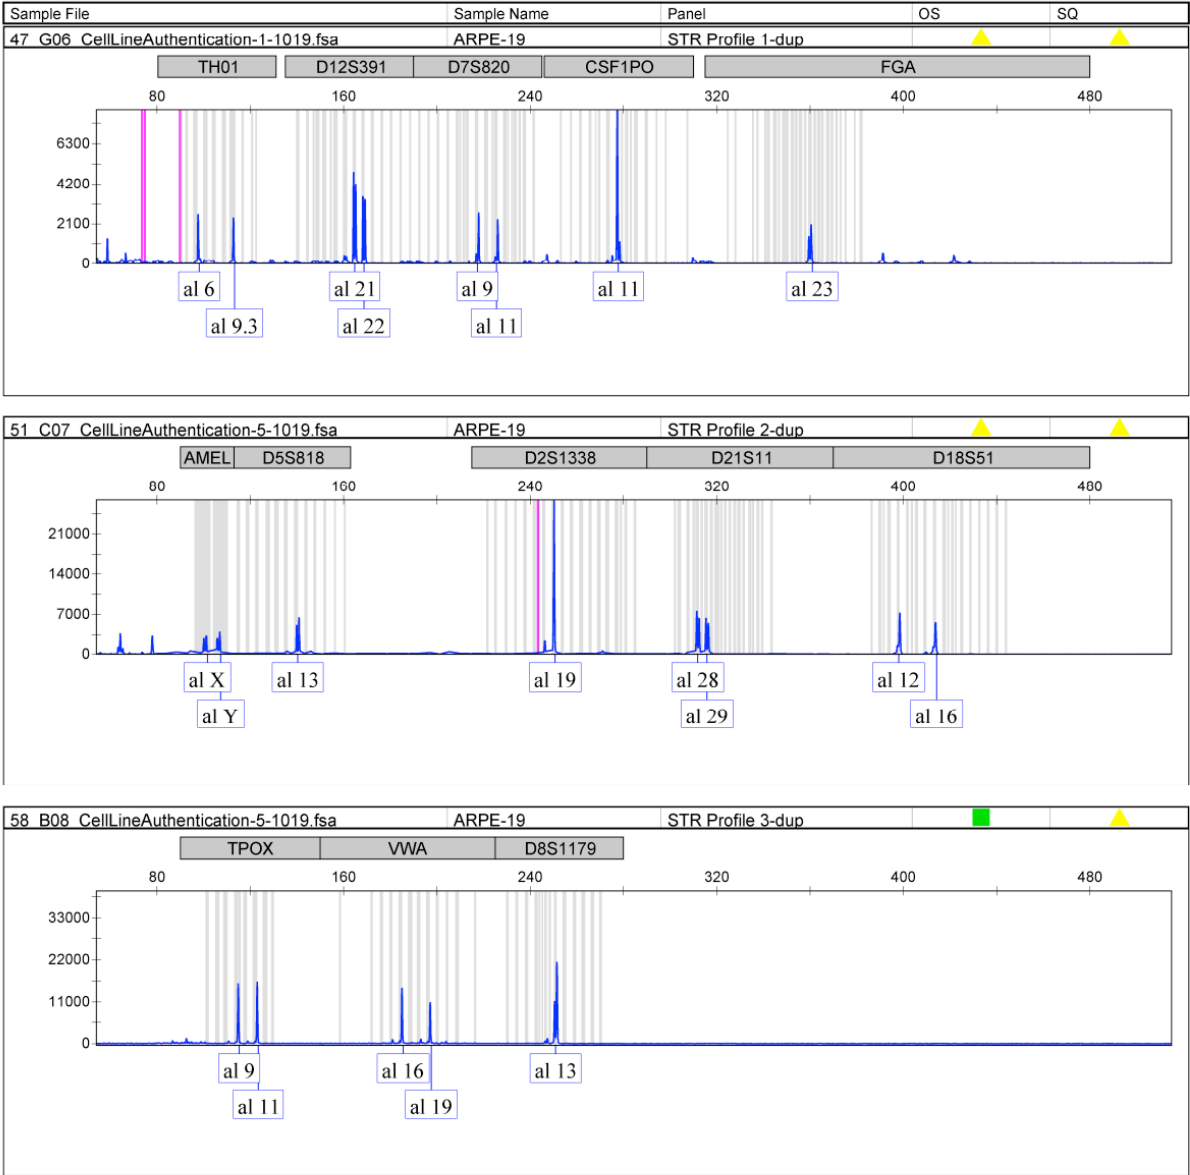 Sample File Sample Name Panel OS SQ
47 G06 CellLineAuthentication-1-1019.fsa ARPE-19 STR Profile 1-dup
TH01 D12S391 D7S820 CSF1PO FGA
80 160 240 320 400 480
6300
4200
2100
0
al 6 al 21 al 9 al 11 al 23
al 9.3 al 22 al 11
51 C07 CellLineAuthentication-5-1019.fsa ARPE-19 STR Profile 2-dup
AMEL D5S818 D2S1338 D21S11 D18S51
80 160 240 320 400 480
21000
14000
7000
0
al X al 13 al 19 al 28 al 12
al Y al 29 al 16
58 B08 CellLineAuthentication-5-1019.fsa ARPE-19 STR Profile 3-dup
TPOX VWA D8S1179
80 160 240 320 400 480
33000
22000
11000
0
al 9 al 16 al 13
al 11 al 19